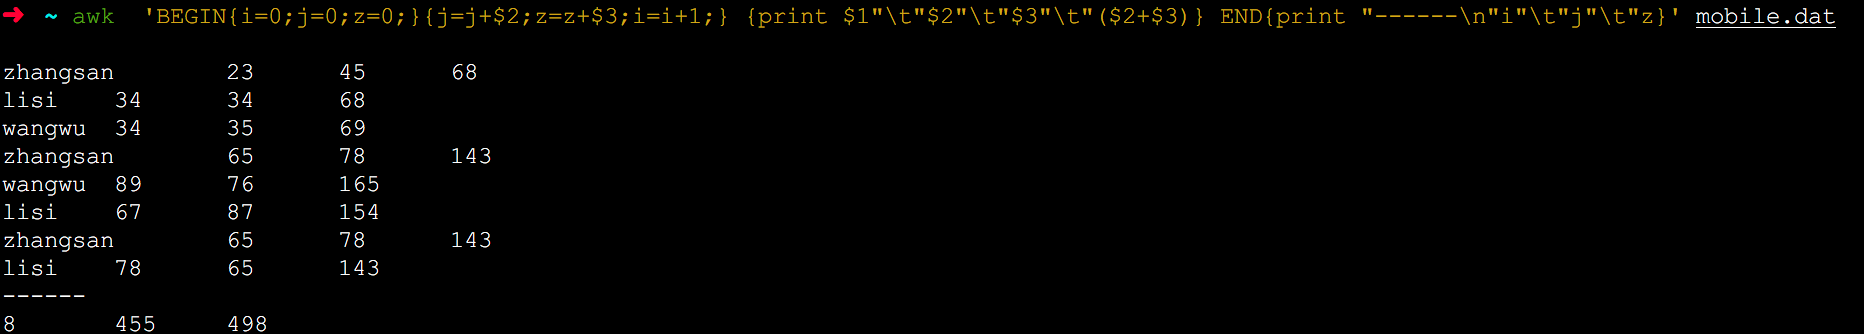 ➜ ~ awk 'BEGIN{i=0;j=0;z=0;}{j=j+$2;z=z+$3;i=i+1;} {print $1"\t"$2"\t"$3"\t"($2+$3)} END{print "------\n"i"\t"j"\t"z}' mobile.dat
zhangsan 23 45 68
lisi 34 34 68
wangwu 34 35 69
zhangsan 65 78 143
wangwu 89 76 165
lisi 67 87 154
zhangsan 65 78 143
lisi 78 65 143
------
8 455 498